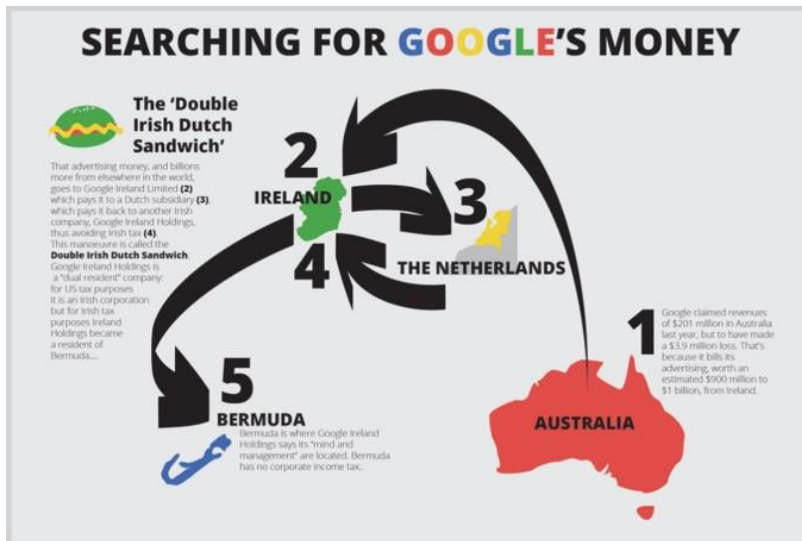 SEARCHING FOR GOOGLE'S MONEY
The 'Double
Irish Dutch
Sandwich'
That advertising money, and billions
more from elsewhere in the world,
goes to Google Ireland Limited (2)
which pays it to a Dutch subsidiary (3),
which pays it back to another Irish
company, Google Ireland Holdings,
thus avoiding Irish tax (4).
This manoeuvre is called the
Double Irish Dutch Sandwich.
Google Ireland Holdings is
a "dual resident" company:
for US tax purposes
it is an Irish corporation
but for Irish tax
purposes Ireland
Holdings became
a resident of
Bermuda....
2
IRELAND
3
THE NETHERLANDS
4
1
Google claimed revenues
of $201 million in Australia
last year, but to have made
a $3.9 million loss. That's
because it bills its
advertising, worth an
estimated $900 million to
$1 billion, from Ireland.
AUSTRALIA
5
BERMUDA
Bermuda is where Google Ireland
Holdings says its "mind and
management" are located. Bermuda
has no corporate income tax..